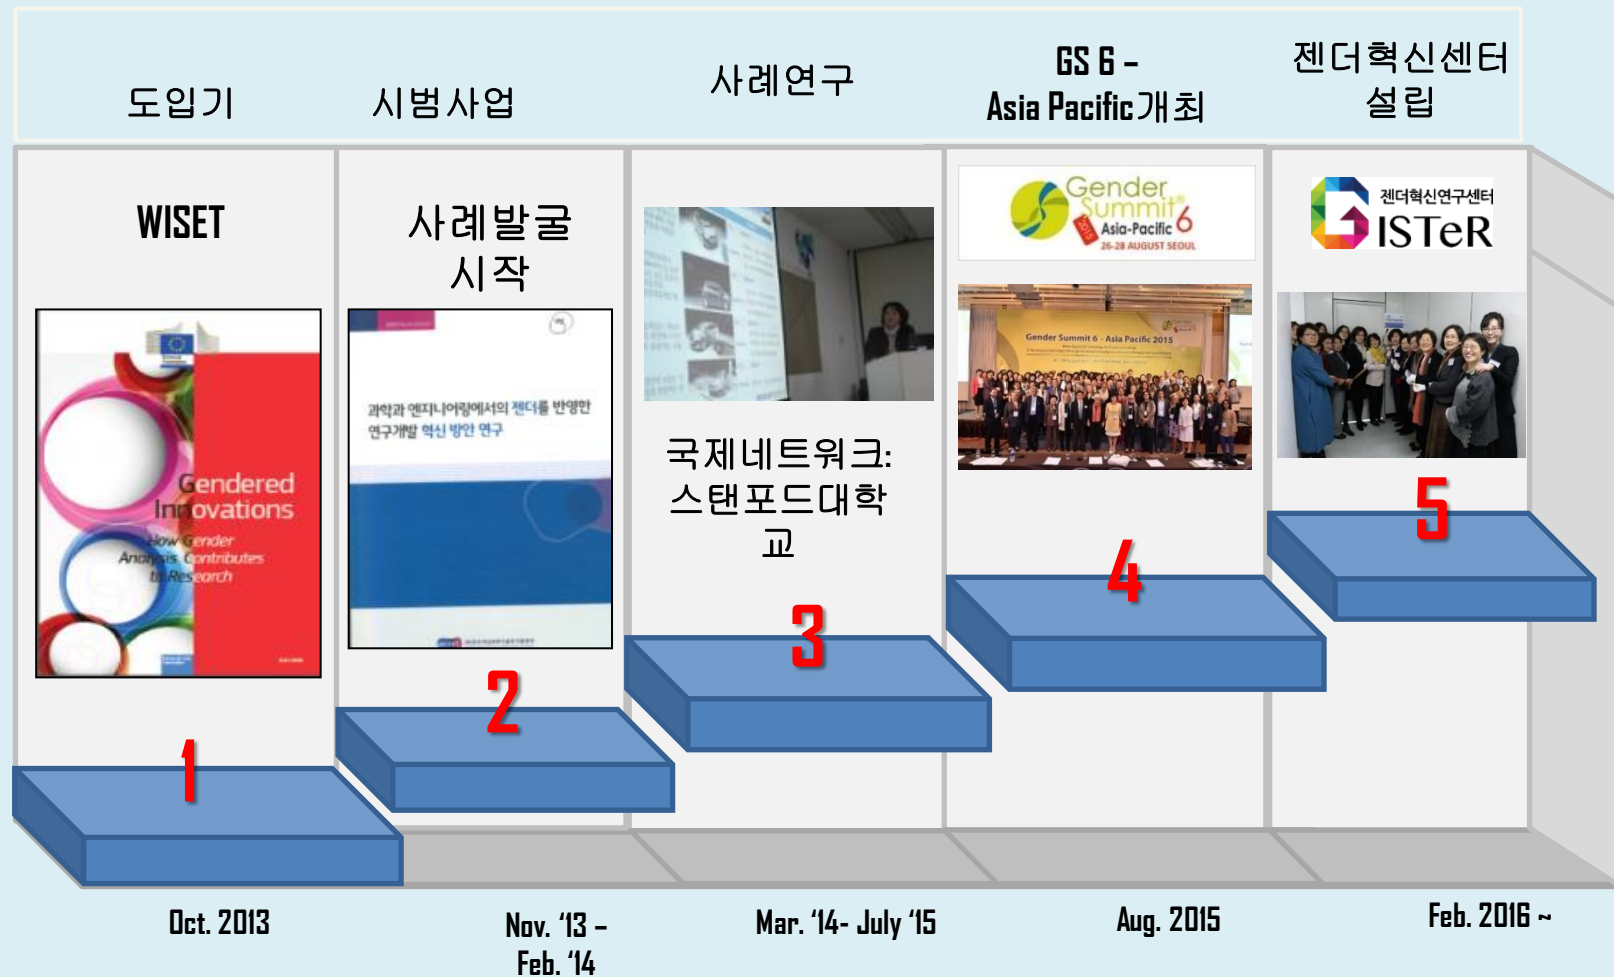 도입기
시범사업
사례연구
GS 6 –
Asia Pacific개최
젠더혁신센터
설립
WISET
Gendered
Innovations
How Gender
Analysis Contributes
to Research
1
Oct. 2013
사례발굴
시작
과학과 엔지니어링에서의 젠더를 반영한
연구개발 혁신 방안 연구
2
Nov. ‘13 –
Feb. ‘14
국제네트워크:
스탠포드대학
교
3
Mar. ‘14- July ‘15
Gender
Summit® 6
2015
Asia-Pacific
26-28 AUGUST SEOUL
Gender Summit 6 - Asia Pacific 2015
4
Aug. 2015
젠더혁신연구센터
GISTeR
5
Feb. 2016 ~